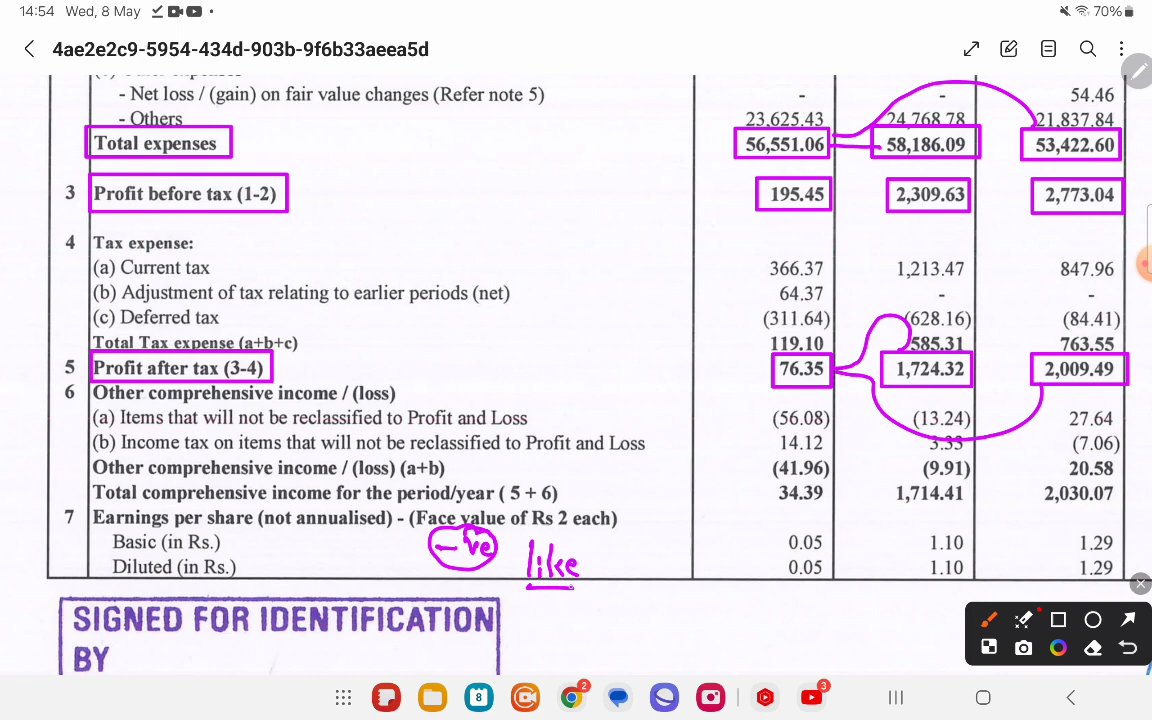 14:54 Wed, 8 May 70%
4ae2e2c9-5954-434d-903b-9f6b33aeea5d
- Net loss / (gain) on fair value changes (Refer note 5) - - 54.46
- Others 23,625.43 24,768.78 21,837.84
Total expenses 56,551.06 58,186.09 53,422.60
3 Profit before tax (1-2) 195.45 2,309.63 2,773.04
4 Tax expense:
(a) Current tax 366.37 1,213.47 847.96
(b) Adjustment of tax relating to earlier periods (net) 64.37 - -
(c) Deferred tax (311.64) (628.16) (84.41)
Total Tax expense (a+b+c) 119.10 585.31 763.55
5 Profit after tax (3-4) 76.35 1,724.32 2,009.49
6 Other comprehensive income / (loss)
(a) Items that will not be reclassified to Profit and Loss (56.08) (13.24) 27.64
(b) Income tax on items that will not be reclassified to Profit and Loss 14.12 3.33 (7.06)
Other comprehensive income / (loss) (a+b) (41.96) (9.91) 20.58
Total comprehensive income for the period/year ( 5 + 6) 34.39 1,714.41 2,030.07
7 Earnings per share (not annualised) - (Face value of Rs 2 each)
Basic (in Rs.) 0.05 1.10 1.29
Diluted (in Rs.) 0.05 1.10 1.29
-ve
like
SIGNED FOR IDENTIFICATION
BY
8
2
3